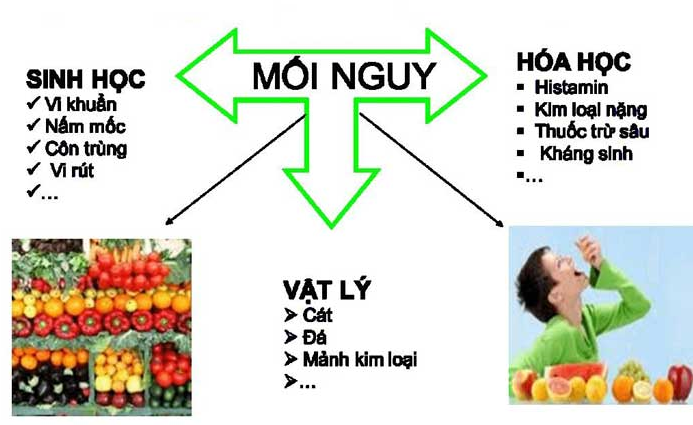 MỐI NGUY
SINH HỌC
✓ Vi khuẩn
✓ Nấm mốc
✓ Côn trùng
✓ Vi rút
✓...
HÓA HỌC
▪ Histamin
▪ Kim loại nặng
▪ Thuốc trừ sâu
▪ Kháng sinh
▪...
VẬT LÝ
➢ Cát
➢ Đá
➢ Mảnh kim loại
➢...